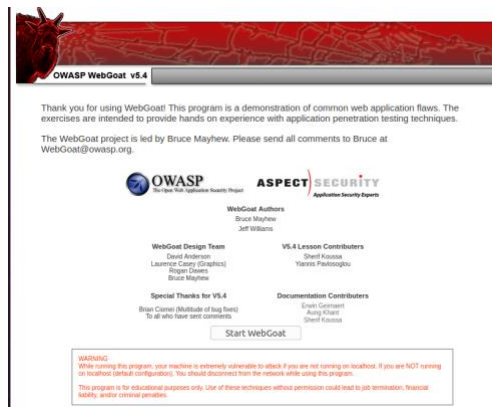 OWASP WebGoat v5.4
Thank you for using WebGoat! This program is a demonstration of common web application flaws. The
exercises are intended to provide hands on experience with application penetration testing techniques.
The WebGoat project is led by Bruce Mayhew. Please send all comments to Bruce at
WebGoat@owasp.org.
OWASP
The Open Web Application Security Project
ASPECT SECURITY
Application Security Experts
WebGoat Authors
Bruce Mayhew
Jeff Williams
WebGoat Design Team
David Anderson
Laurence Casey (Graphics)
Rogan Dawes
Bruce Mayhew
V5.4 Lesson Contributers
Sherif Koussa
Yiannis Pavlosoglou
Special Thanks for V5.4
Brian Ciomei (Multitude of bug fixes)
To all who have sent comments
Documentation Contributers
Erwin Geirnaert
Aung Khant
Sherif Koussa
Start WebGoat
WARNING
While running this program, your machine is extremely vulnerable to attack if you are not running on localhost. If you are NOT running
on localhost (default configuration), You should disconnect from the network while using this program.
This program is for educational purposes only. Use of these techniques without permission could lead to job termination, financial
liability, and/or criminal penalties.